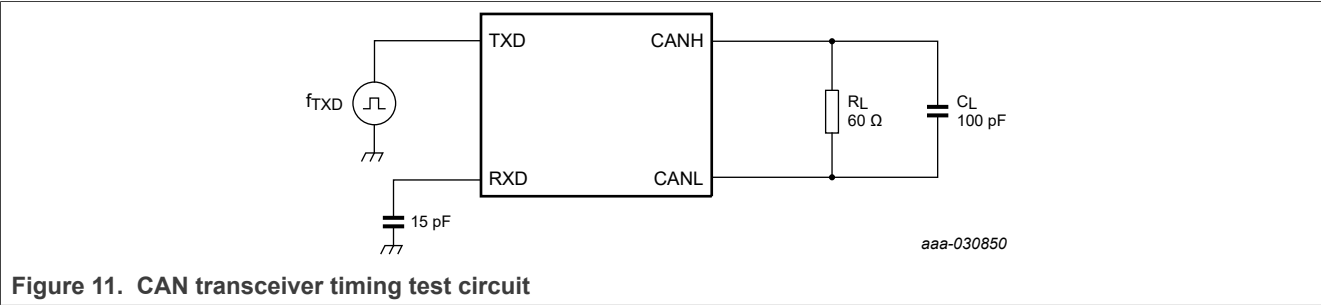 TXD
CANH
fTXD
RL
60 Ω
CL
100 pF
RXD
CANL
15 pF
aaa-030850
Figure 11. CAN transceiver timing test circuit